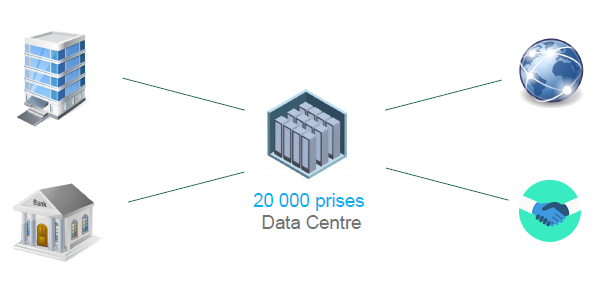 Bank
20 000 prises
Data Centre